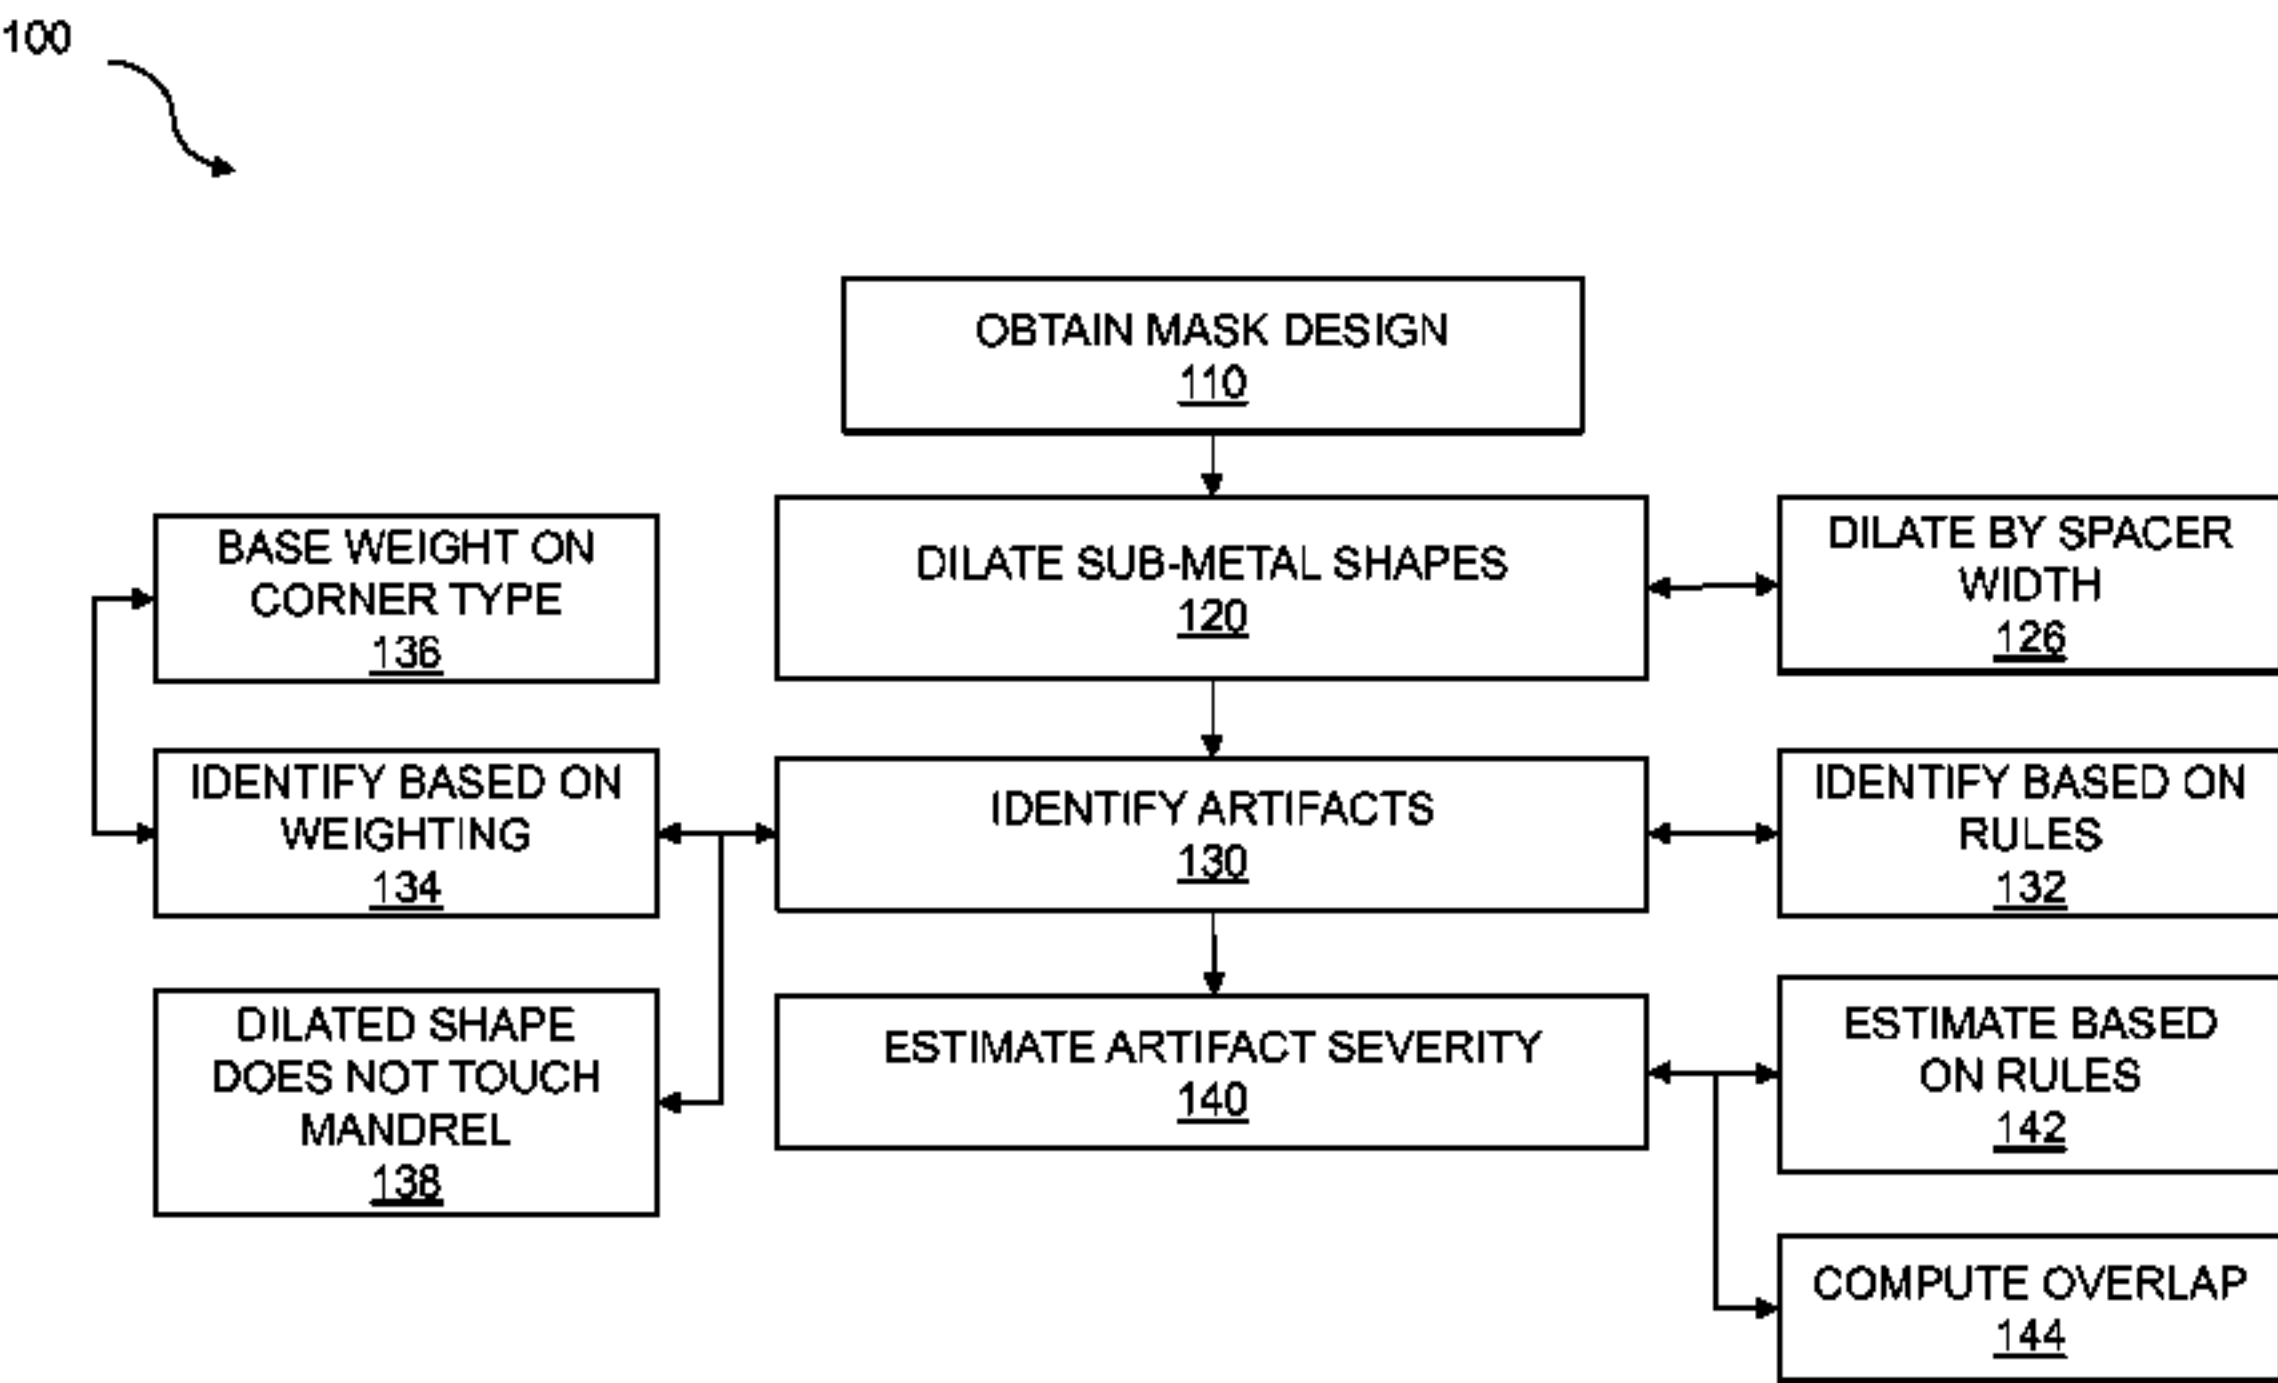 100
OBTAIN MASK DESIGN
110
DILATE SUB-METAL SHAPES
120
DILATE BY SPACER
WIDTH
126
BASE WEIGHT ON
CORNER TYPE
136
IDENTIFY BASED ON
WEIGHTING
134
IDENTIFY ARTIFACTS
130
IDENTIFY BASED ON
RULES
132
DILATED SHAPE
DOES NOT TOUCH
MANDREL
138
ESTIMATE ARTIFACT SEVERITY
140
ESTIMATE BASED
ON RULES
142
COMPUTE OVERLAP
144